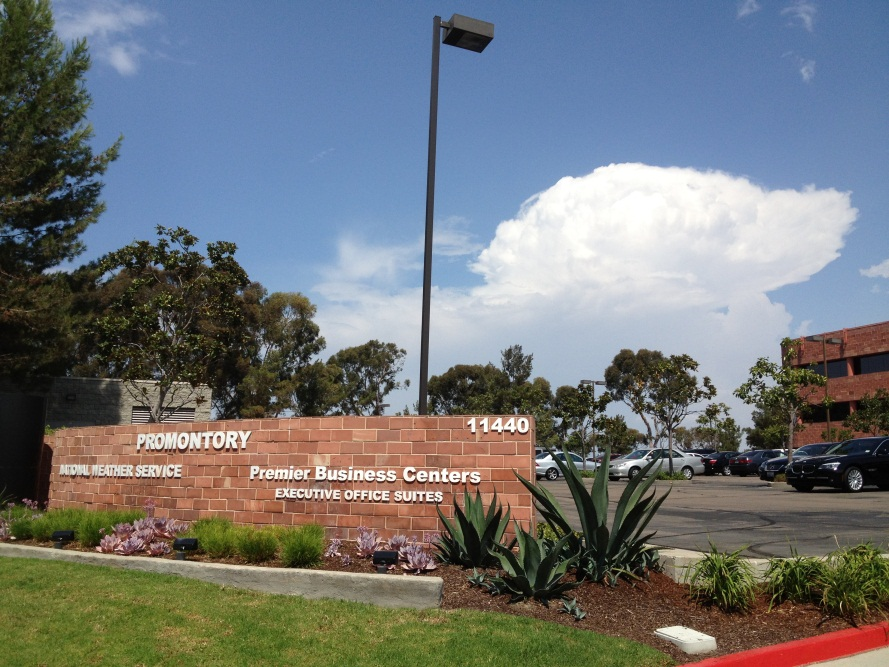 PROMONTORY
11440
NATIONAL WEATHER SERVICE
Premier Business Centers
EXECUTIVE OFFICE SUITES